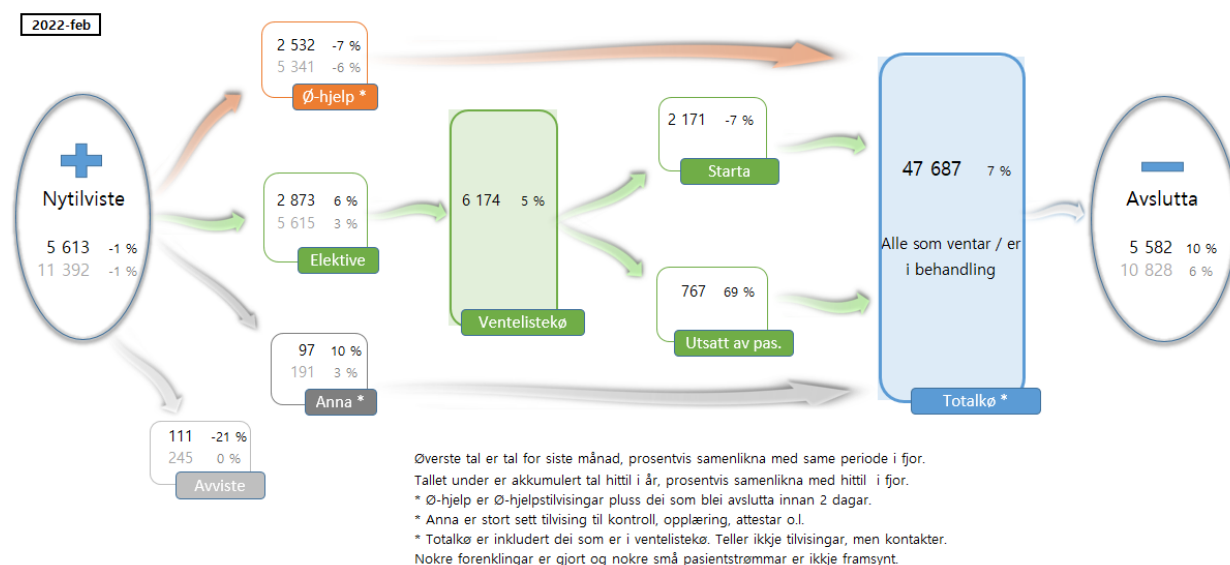 2022-feb
Nytilviste
5 613 -1 %
11 392 -1 %
2 532 -7 %
5 341 -6 %
Ø-hjelp *
2 873 6 %
5 615 3 %
Elektive
97 10 %
191 3 %
Anna *
111 -21 %
245 0 %
Avviste
6 174 5 %
Ventelistekø
2 171 -7 %
Starta
767 69 %
Utsatt av pas.
47 687 7 %
Alle som ventar / er
i behandling
Totalkø *
Avslutta
5 582 10 %
10 828 6 %
Øverste tal er tal for siste månad, prosentvis samenlikna med same periode i fjor.
Tallet under er akkumulert tal hittil i år, prosentvis samenlikna med hittil i fjor.
* Ø-hjelp er Ø-hjelpstilvisingar pluss dei som blei avslutta innan 2 dagar.
* Anna er stort sett tilvising til kontroll, opplæring, attestar o.l.
* Totalkø er inkludert dei som er i ventelistekø. Teller ikkje tilvisingar, men kontakter.
Nokre forenklingar er gjort og nokre små pasientstrømmar er ikkje framsynt.